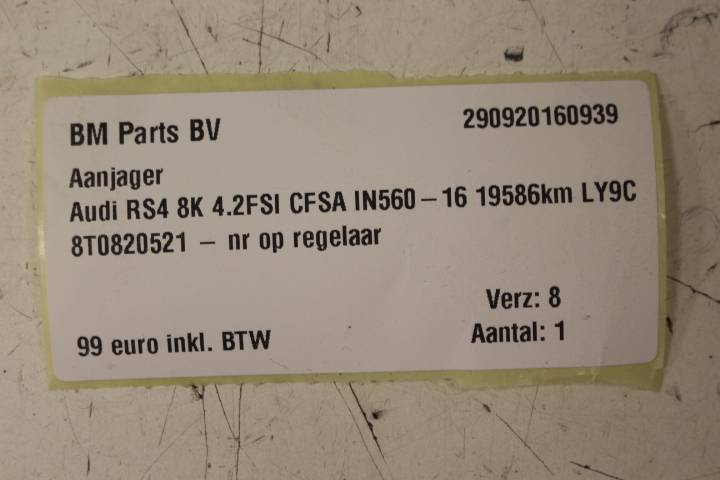 BM Parts BV 290920160939
Aanjager
Audi RS4 8K 4.2FSI CFSA IN560 – 16 19586km LY9C
8T0820521 – nr op regelaar
Verz: 8
99 euro inkl. BTW Aantal: 1